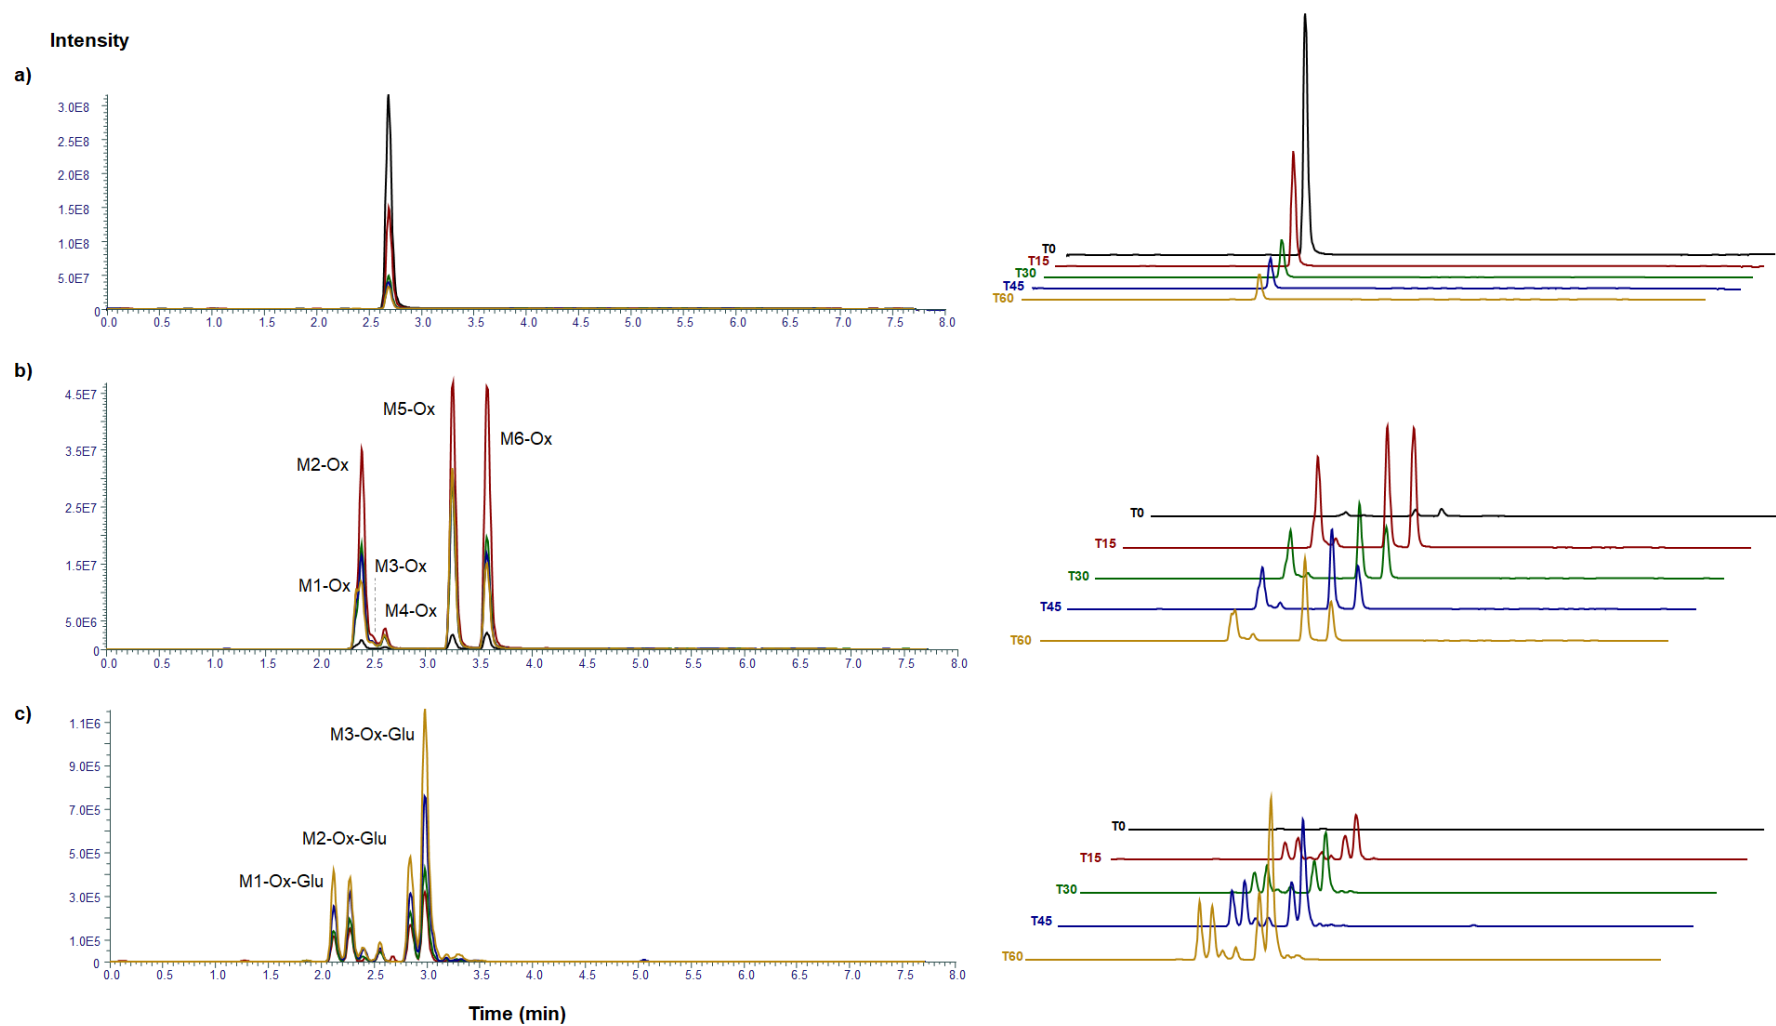 Intensity
a)
3.0E8
2.5E8
2.0E8
1.5E8
1.0E8
5.0E7
0
0.0 0.5 1.0 1.5 2.0 2.5 3.0 3.5 4.0 4.5 5.0 5.5 6.0 6.5 7.0 7.5 8.0
T0
T15
T30
T45
T60
b)
4.5E7
3.5E7
2.5E7
1.5E7
5.0E6
0
M5-Ox
M6-Ox
M2-Ox
M3-Ox
M1-Ox
M4-Ox
0.0 0.5 1.0 1.5 2.0 2.5 3.0 3.5 4.0 4.5 5.0 5.5 6.0 6.5 7.0 7.5 8.0
T0
T15
T30
T45
T60
c)
1.1E6
9.0E5
7.0E5
5.0E5
3.0E5
1.0E5
0
M3-Ox-Glu
M2-Ox-Glu
M1-Ox-Glu
0.0 0.5 1.0 1.5 2.0 2.5 3.0 3.5 4.0 4.5 5.0 5.5 6.0 6.5 7.0 7.5 8.0
T0
T15
T30
T45
T60
Time (min)